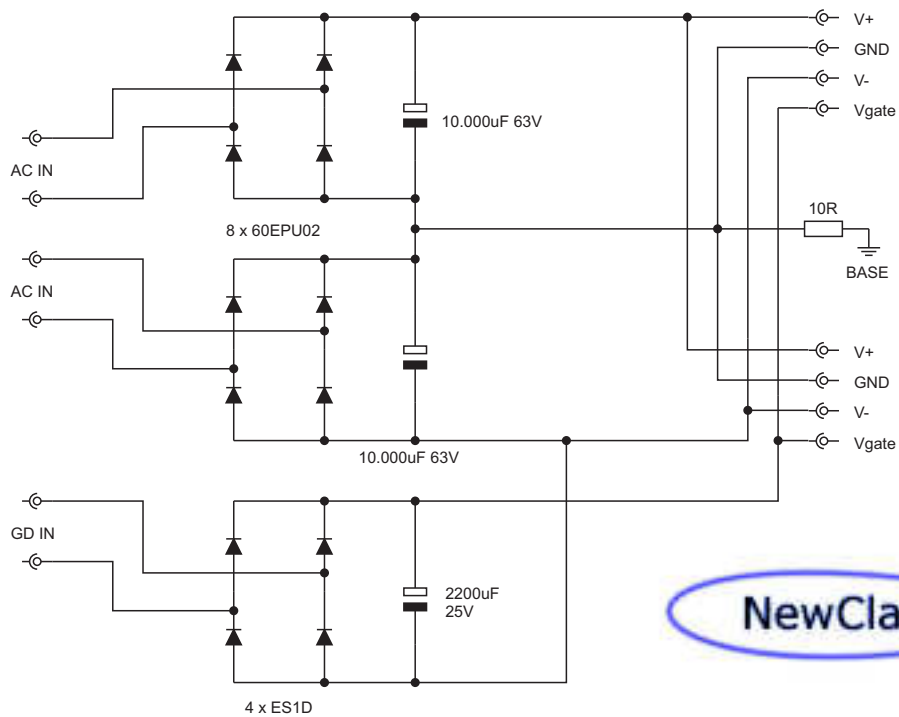 V+
GND
V-
Vgate
10.000uF 63V
AC IN
10R
8 x 60EPU02
AC IN
BASE
V+
GND
V-
Vgate
10.000uF 63V
GD IN
2200uF
25V
NewCla
4 x ES1D